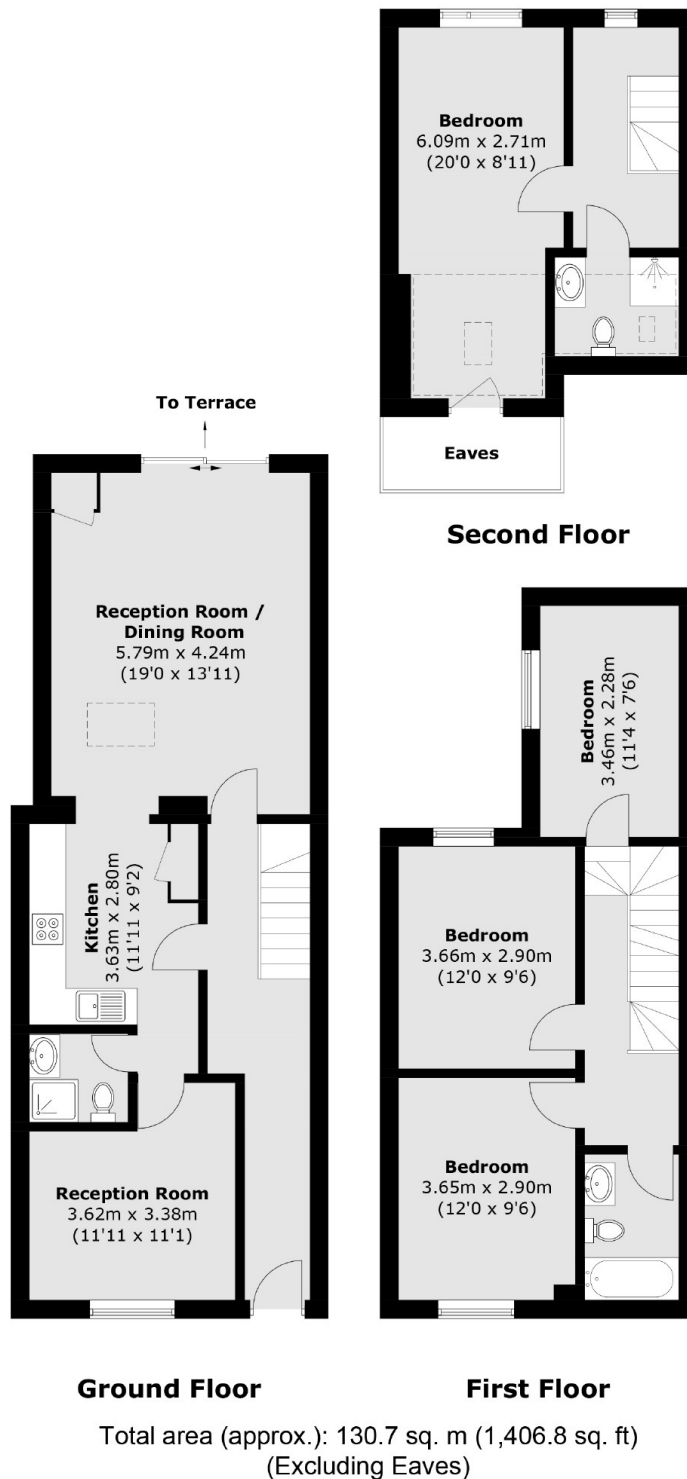 Bedroom
6.09m x 2.71m
(20'0 x 8'11)
Eaves
Second Floor
To Terrace
Reception Room /
Dining Room
5.79m x 4.24m
(19'0 x 13'11)
Kitchen
3.63m x 2.80m
(11'11 x 9'2)
Reception Room
3.62m x 3.38m
(11'11 x 11'1)
Ground Floor
Bedroom
3.46m x 2.28m
(11'4 x 7'6)
Bedroom
3.66m x 2.90m
(12'0 x 9'6)
Bedroom
3.65m x 2.90m
(12'0 x 9'6)
First Floor
Total area (approx.): 130.7 sq. m (1,406.8 sq. ft)
(Excluding Eaves)